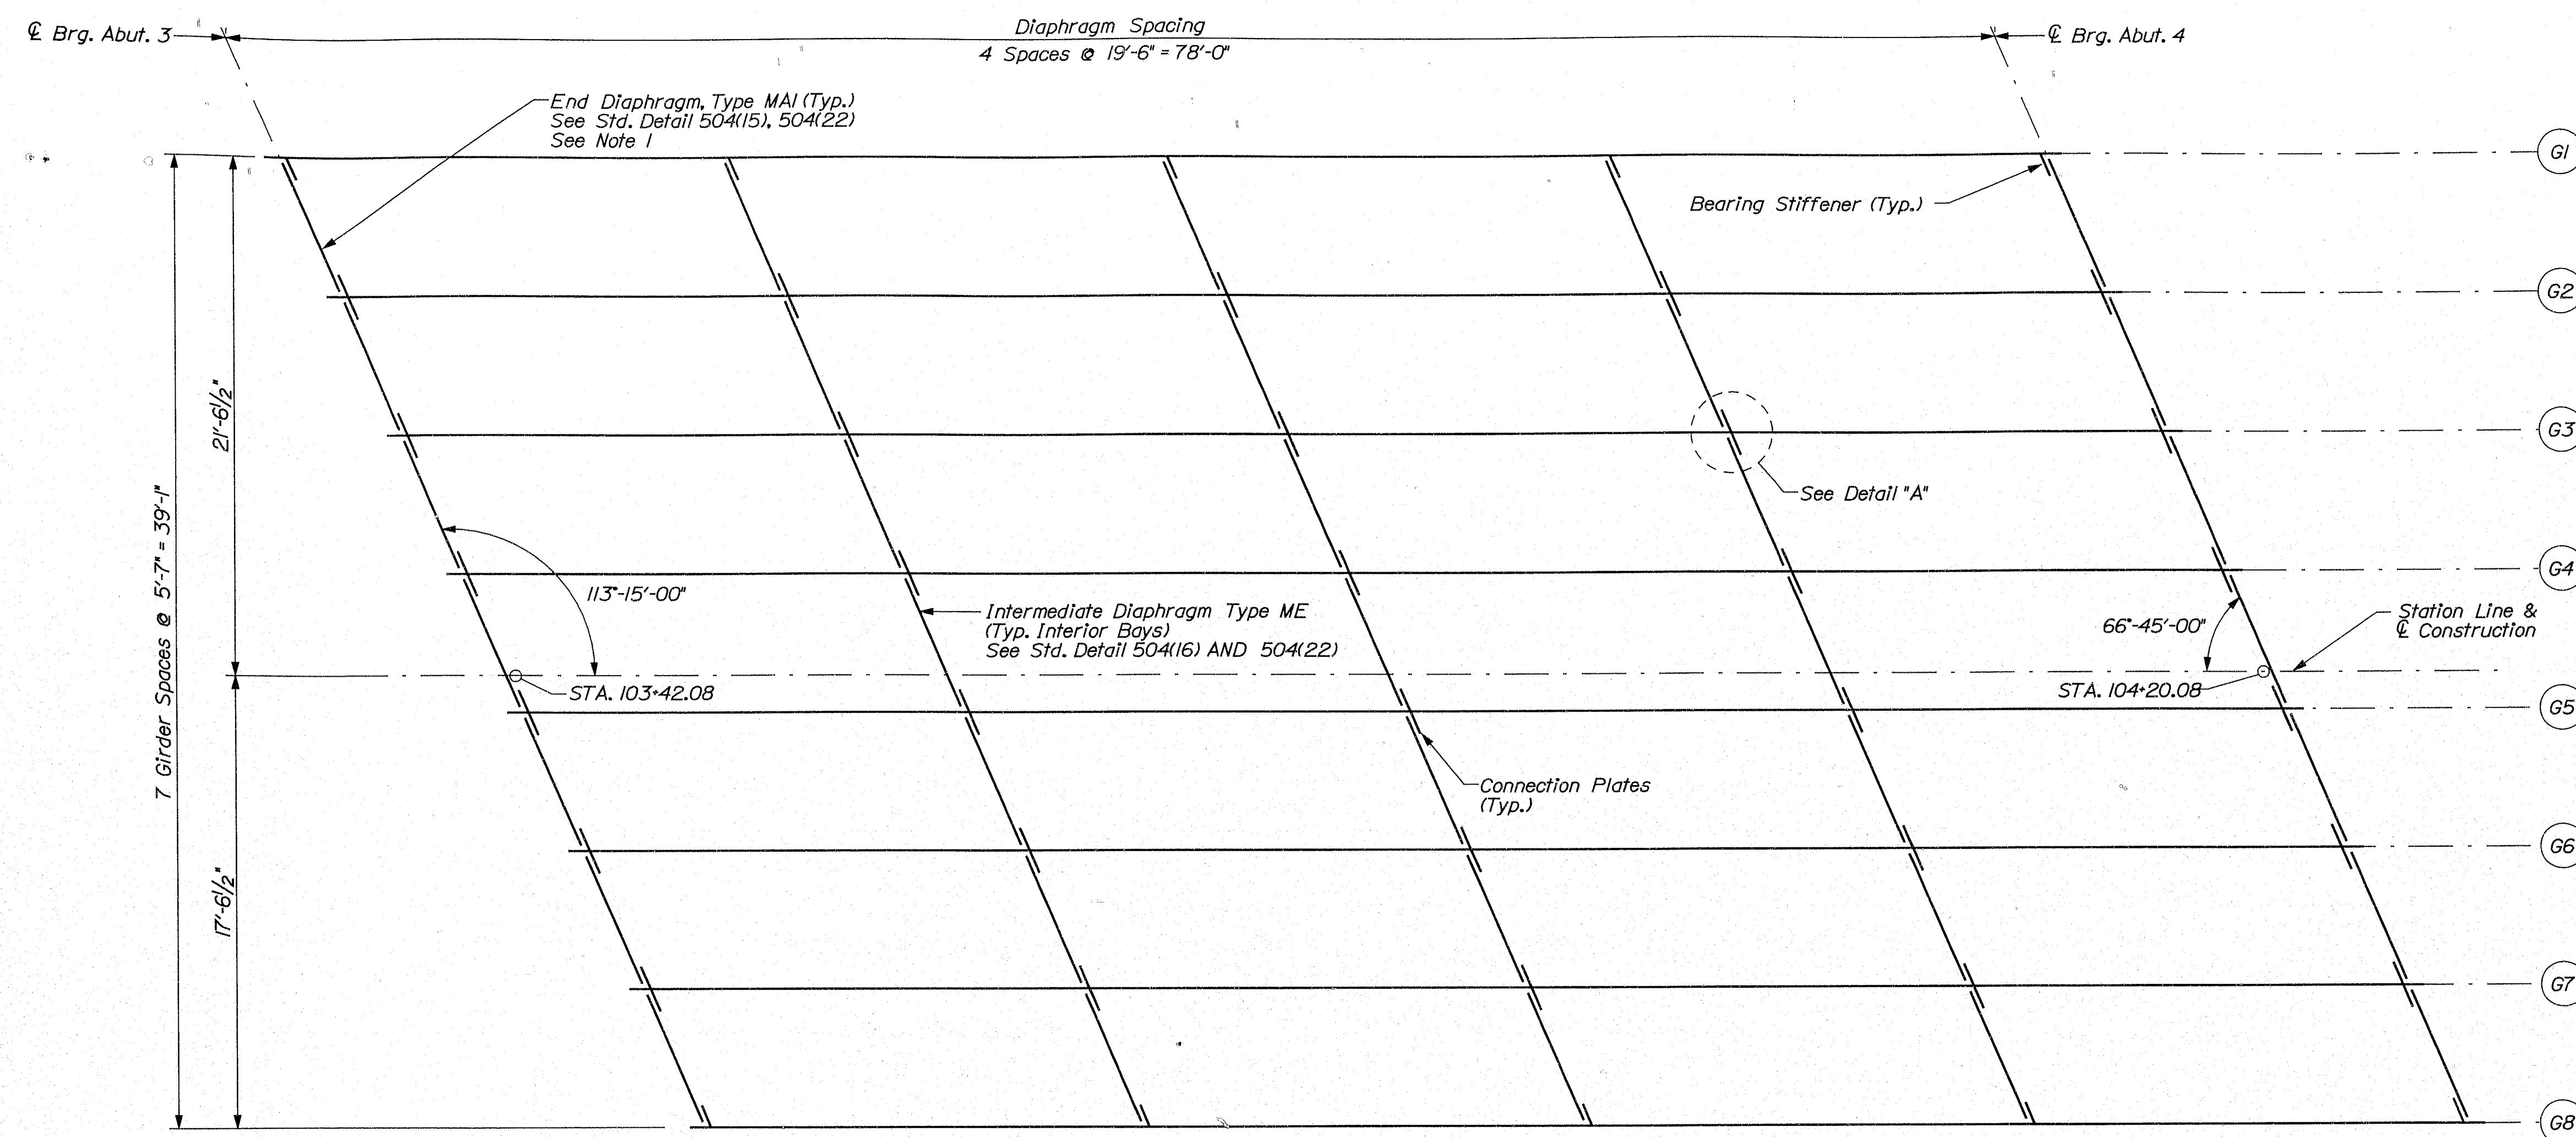 ℄ Brg. Abut. 3
Diaphragm Spacing
4 Spaces @ 19'-6" = 78'-0"
℄ Brg. Abut. 4
End Diaphragm, Type MA1 (Typ.)
See Std. Detail 504(15), 504(22)
See Note 1
G1
Bearing Stiffener (Typ.)
G2
21'-6 1/2"
G3
See Detail "A"
7 Girder Spaces @ 5'-7" = 39'-1"
G4
113°-15'-00"
Intermediate Diaphragm Type ME
(Typ. Interior Bays)
See Std. Detail 504(16) AND 504(22)
66°-45'-00"
Station Line &
℄ Construction
STA. 103+42.08
STA. 104+20.08
G5
Connection Plates
(Typ.)
G6
17'-6 1/2"
G7
G8